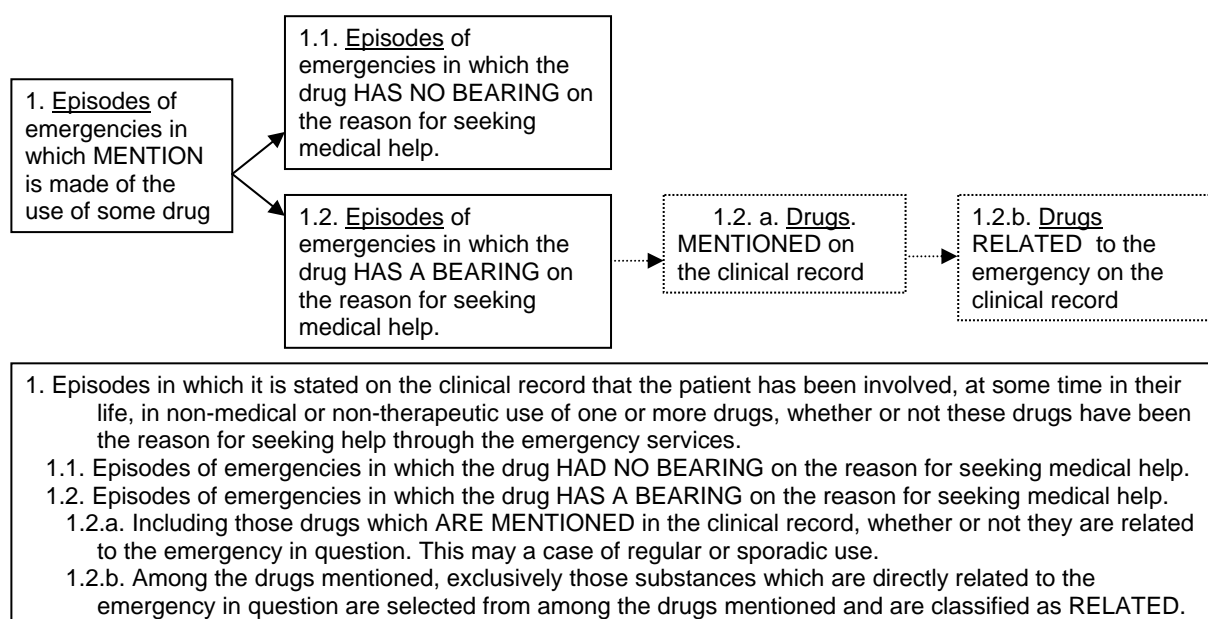 1. Episodes of
emergencies in
which MENTION
is made of the
use of some drug
1.1. Episodes of
emergencies in which the
drug HAS NO BEARING on
the reason for seeking
medical help.
1.2. Episodes of
emergencies in which the
drug HAS A BEARING on
the reason for seeking
medical help.
1.2. a. Drugs.
MENTIONED on
the clinical record
1.2.b. Drugs
RELATED to the
emergency on the
clinical record
1. Episodes in which it is stated on the clinical record that the patient has been involved, at some time in their
life, in non-medical or non-therapeutic use of one or more drugs, whether or not these drugs have been
the reason for seeking help through the emergency services.
1.1. Episodes of emergencies in which the drug HAD NO BEARING on the reason for seeking medical help.
1.2. Episodes of emergencies in which the drug HAS A BEARING on the reason for seeking medical help.
1.2.a. Including those drugs which ARE MENTIONED in the clinical record, whether or not they are related
to the emergency in question. This may a case of regular or sporadic use.
1.2.b. Among the drugs mentioned, exclusively those substances which are directly related to the
emergency in question are selected from among the drugs mentioned and are classified as RELATED.